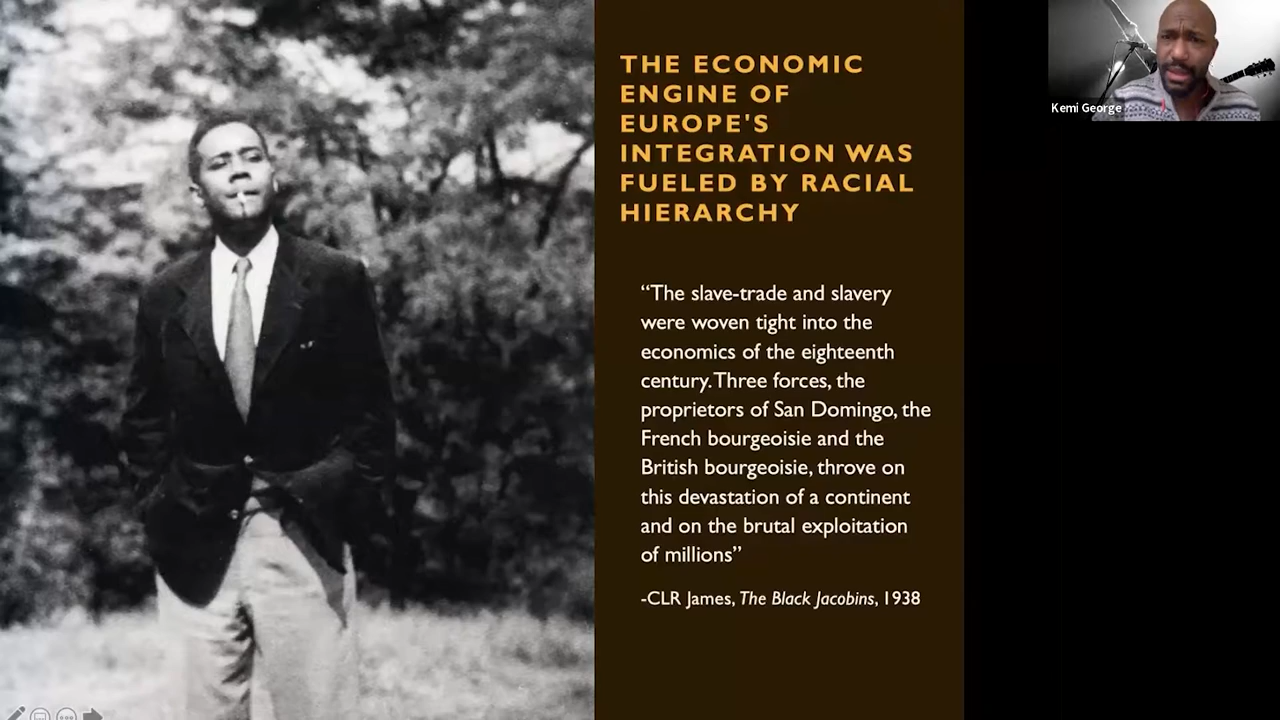 THE ECONOMIC
ENGINE OF
EUROPE'S
INTEGRATION WAS
FUELED BY RACIAL
HIERARCHY
“The slave-trade and slavery
were woven tight into the
economics of the eighteenth
century. Three forces, the
proprietors of San Domingo, the
French bourgeoisie and the
British bourgeoisie, throve on
this devastation of a continent
and on the brutal exploitation
of millions”
-CLR James, The Black Jacobins, 1938
Kemi George